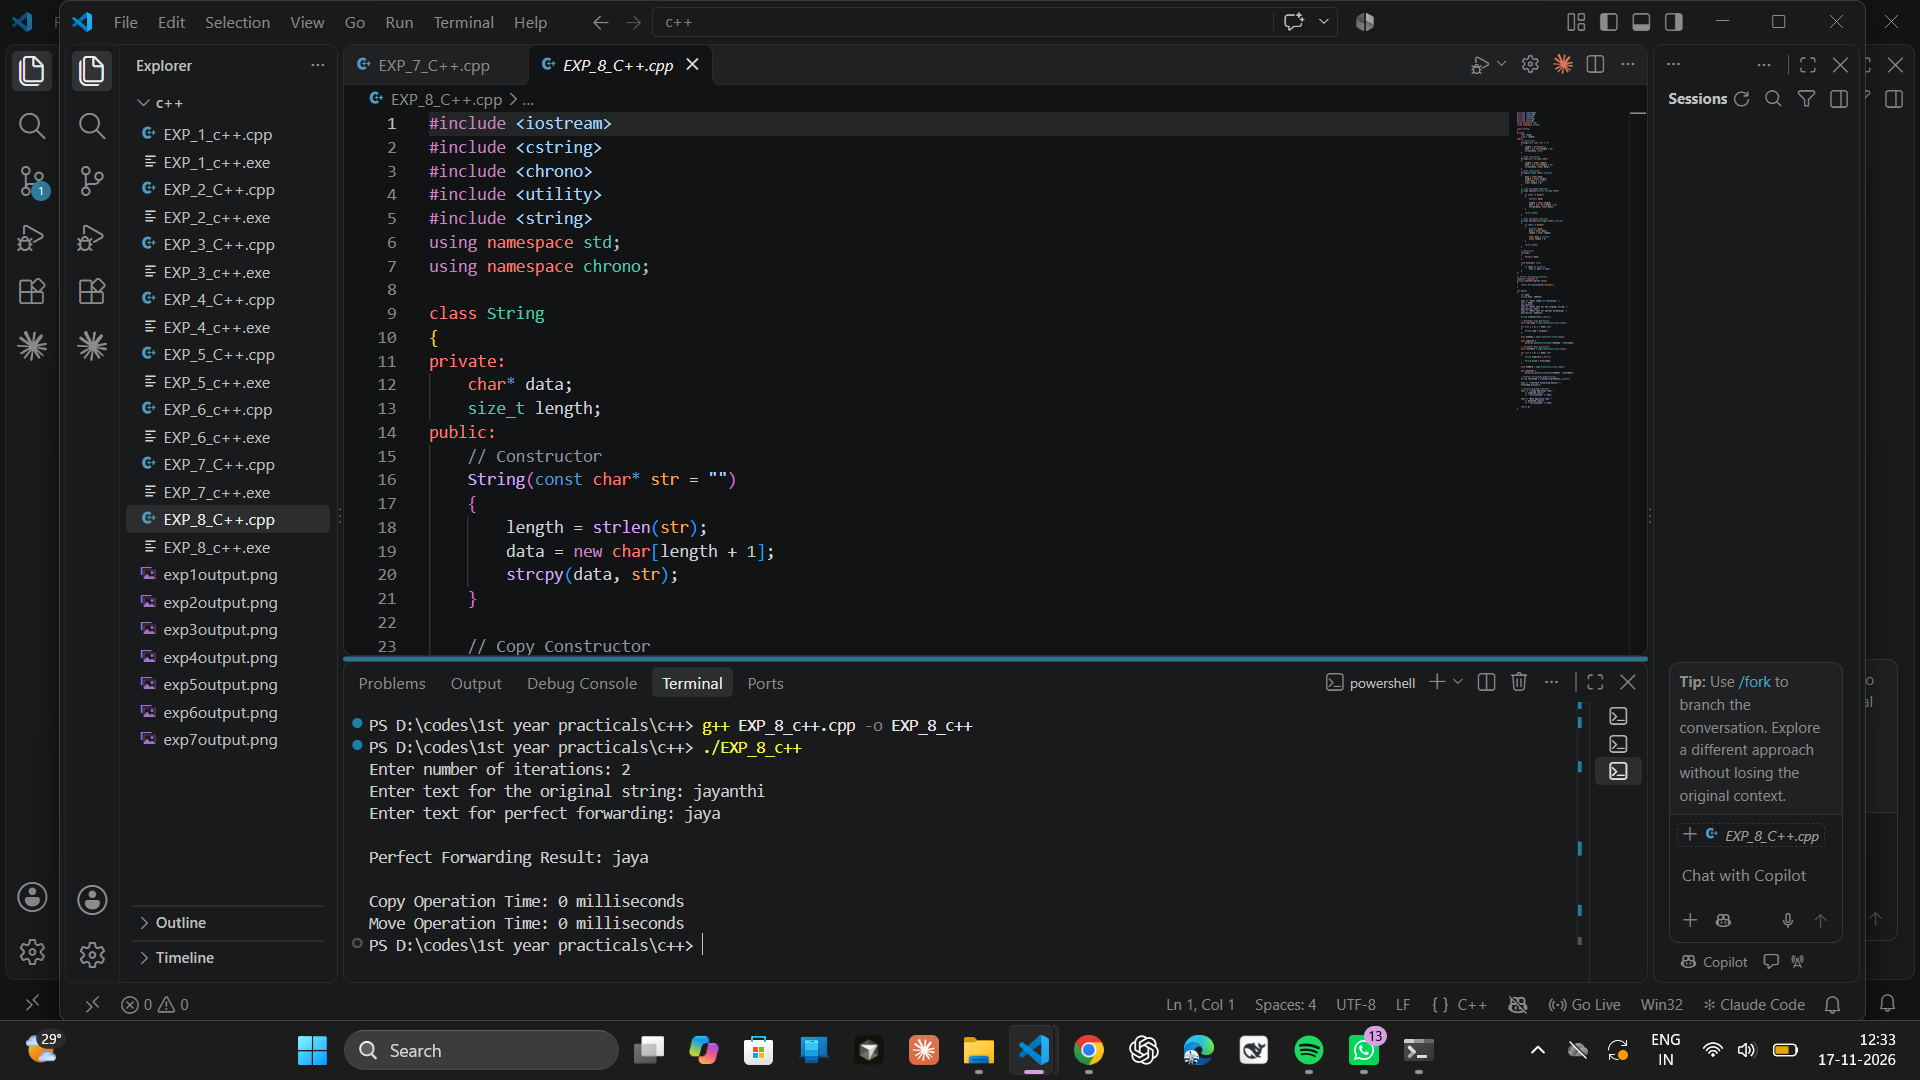 File Edit Selection View Go Run Terminal Help
c++
Explorer
EXP_7_C++.cpp
EXP_8_C++.cpp
Sessions
c++
EXP_1_c++.cpp
EXP_1_c++.exe
EXP_2_C++.cpp
EXP_2_c++.exe
EXP_3_C++.cpp
EXP_3_c++.exe
EXP_4_C++.cpp
EXP_4_c++.exe
EXP_5_C++.cpp
EXP_5_c++.exe
EXP_6_c++.cpp
EXP_6_c++.exe
EXP_7_C++.cpp
EXP_7_c++.exe
EXP_8_C++.cpp
EXP_8_c++.exe
exp1output.png
exp2output.png
exp3output.png
exp4output.png
exp5output.png
exp6output.png
exp7output.png
Outline
Timeline
1
EXP_8_C++.cpp > ...
1 #include <iostream>
2 #include <cstring>
3 #include <chrono>
4 #include <utility>
5 #include <string>
6 using namespace std;
7 using namespace chrono;
8
9 class String
10 {
11 private:
12 char* data;
13 size_t length;
14 public:
15 // Constructor
16 String(const char* str = "")
17 {
18 length = strlen(str);
19 data = new char[length + 1];
20 strcpy(data, str);
21 }
22
23 // Copy Constructor
Problems Output Debug Console Terminal Ports
powershell
PS D:\codes\1st year practicals\c++> g++ EXP_8_c++.cpp -o EXP_8_c++
PS D:\codes\1st year practicals\c++> ./EXP_8_c++
Enter number of iterations: 2
Enter text for the original string: jayanthi
Enter text for perfect forwarding: jaya
Perfect Forwarding Result: jaya
Copy Operation Time: 0 milliseconds
Move Operation Time: 0 milliseconds
PS D:\codes\1st year practicals\c++>
Tip: Use /fork to
branch the
conversation. Explore
a different approach
without losing the
original context.
EXP_8_C++.cpp
Chat with Copilot
Copilot
0 0
Ln 1, Col 1 Spaces: 4 UTF-8 LF {} C++ Go Live Win32 Claude Code
29°
Search
13
ENG
IN
12:33
17-11-2026